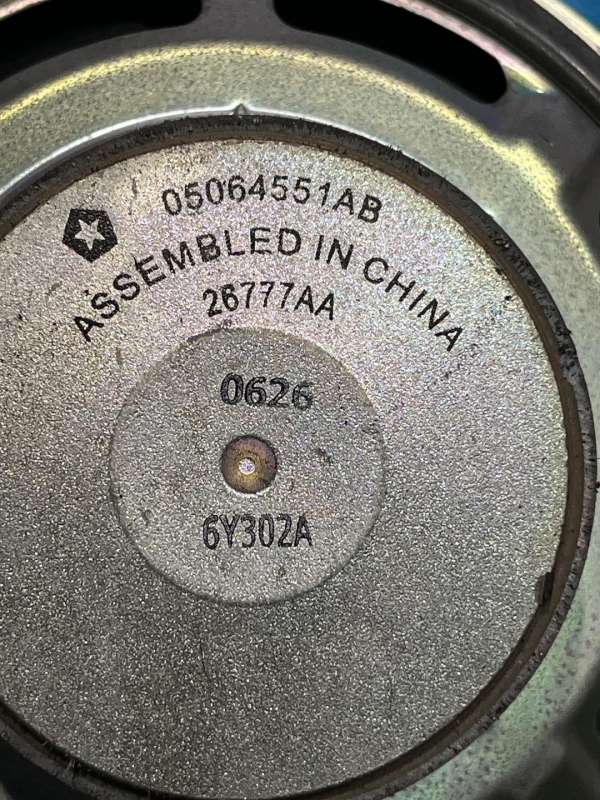 05064551AB
ASSEMBLED IN CHINA
26777AA
0626
6Y302A